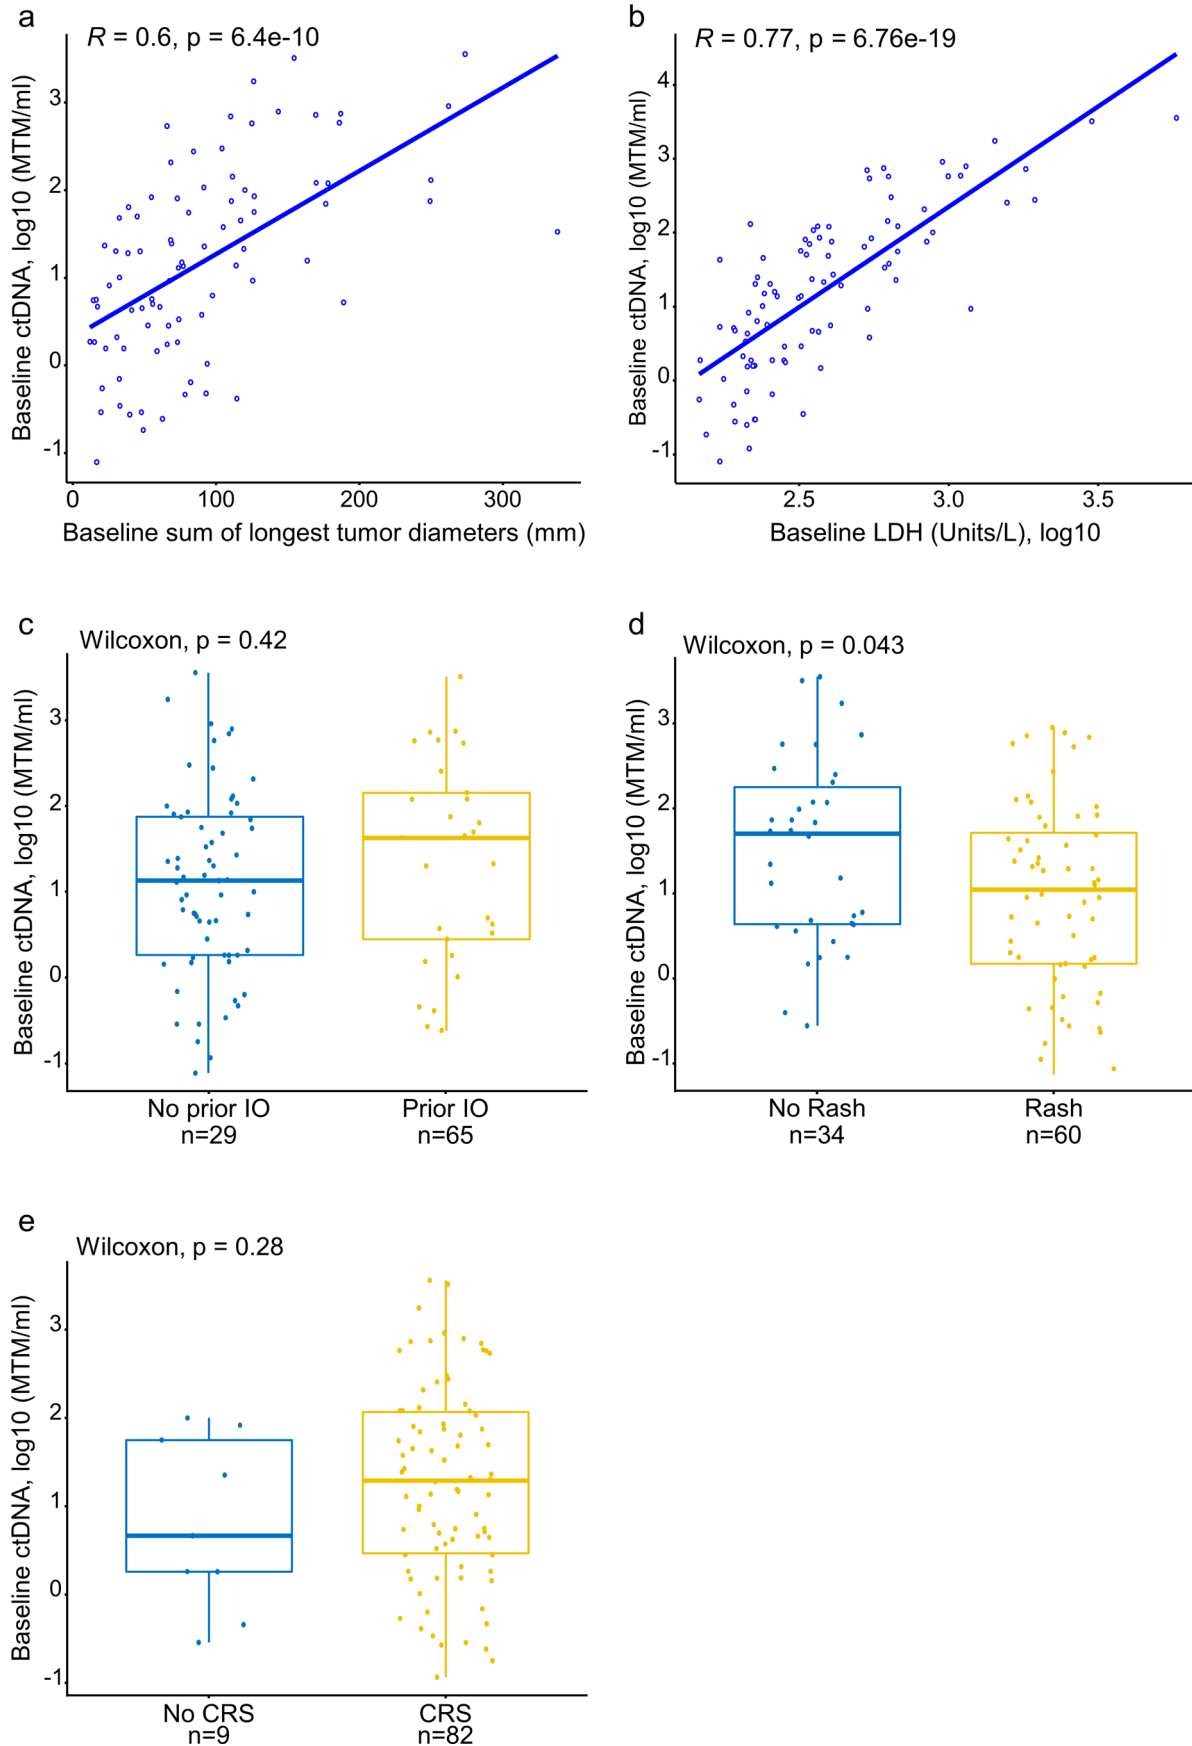 a
R = 0.6, p = 6.4e-10
Baseline ctDNA, log10 (MTM/ml)
3
2
1
0
-1
0 100 200 300
Baseline sum of longest tumor diameters (mm)
b
R = 0.77, p = 6.76e-19
Baseline ctDNA, log10 (MTM/ml)
4
3
2
1
0
-1
2.5 3.0 3.5
Baseline LDH (Units/L), log10
c
Wilcoxon, p = 0.42
Baseline ctDNA, log10 (MTM/ml)
3
2
1
0
-1
No prior IO Prior IO
n=29 n=65
d
Wilcoxon, p = 0.043
Baseline ctDNA, log10 (MTM/ml)
3
2
1
0
-1
No Rash Rash
n=34 n=60
e
Wilcoxon, p = 0.28
Baseline ctDNA, log10 (MTM/ml)
3
2
1
0
-1
No CRS CRS
n=9 n=82